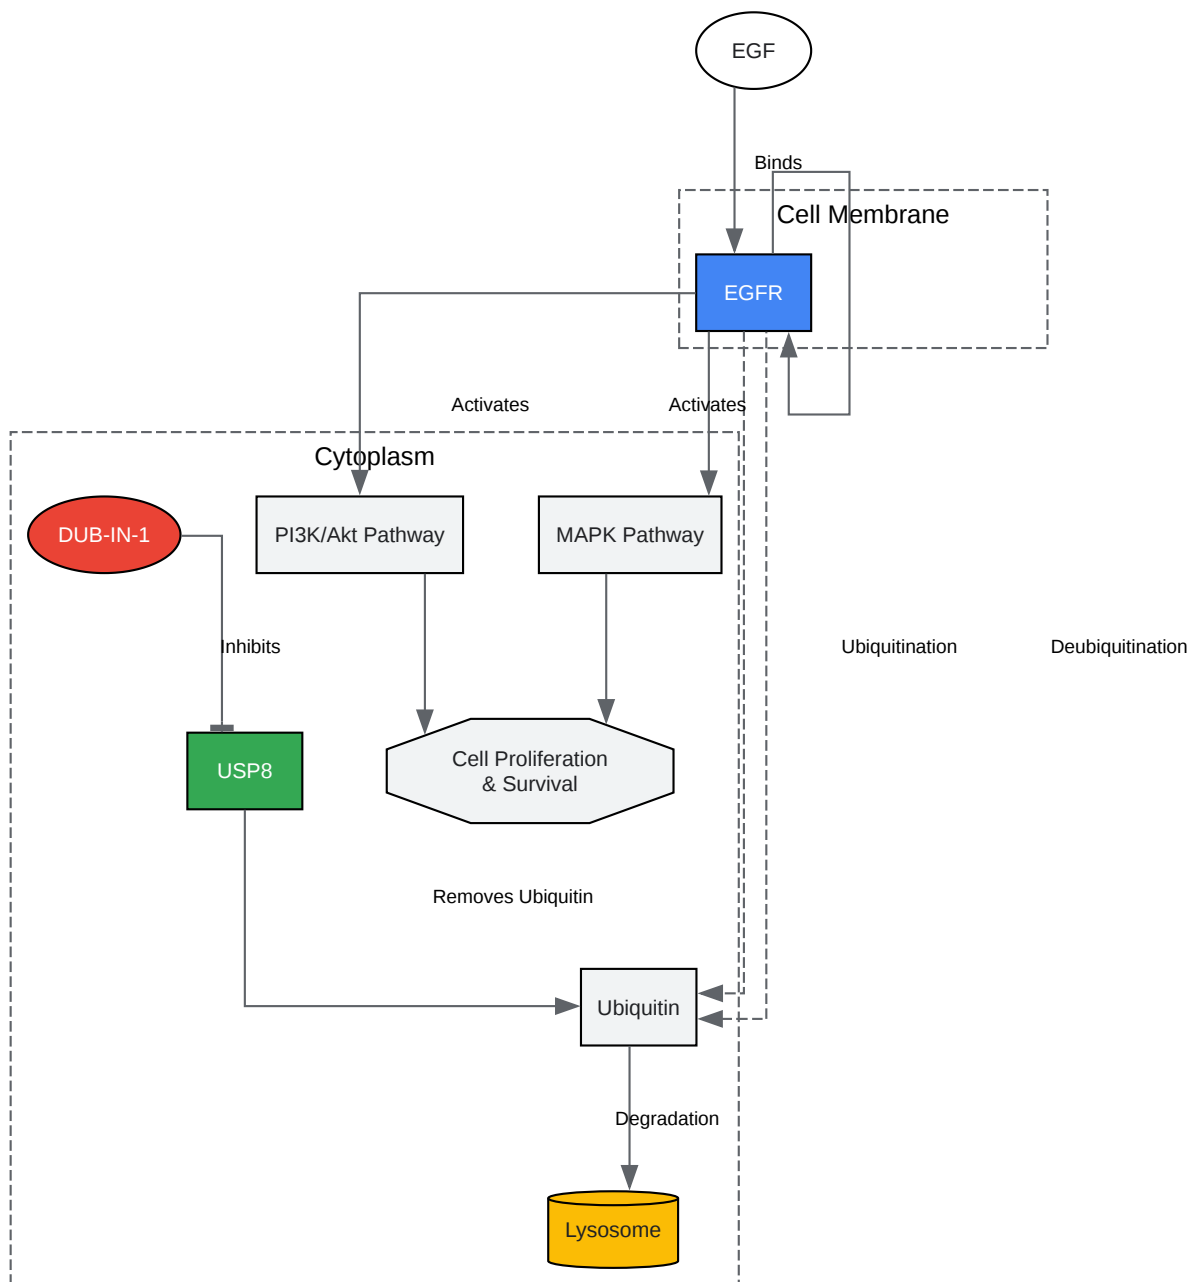 EGF
Binds
Cell Membrane
EGFR
Activates
Activates
Cytoplasm
DUB-IN-1
PI3K/Akt Pathway
MAPK Pathway
Inhibits
Ubiquitination
Deubiquitination
USP8
Cell Proliferation
& Survival
Removes Ubiquitin
Ubiquitin
Degradation
Lysosome